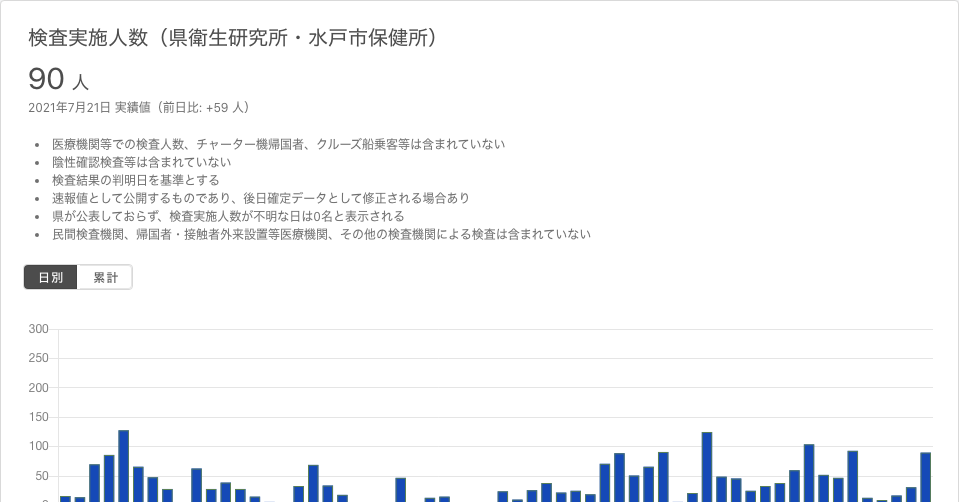 検査実施人数（県衛生研究所・水戸市保健所）
90 人
2021年7月21日 実績値（前日比: +59 人）
• 医療機関等での検査人数、チャーター機帰国者、クルーズ船乗客等は含まれていない
• 陰性確認検査等は含まれていない
• 検査結果の判明日を基準とする
• 速報値として公開するものであり、後日確定データとして修正される場合あり
• 県が公表しておらず、検査実施人数が不明な日は0名と表示される
• 民間検査機関、帰国者・接触者外来設置等医療機関、その他の検査機関による検査は含まれていない
日別 累計
300
250
200
150
100
50